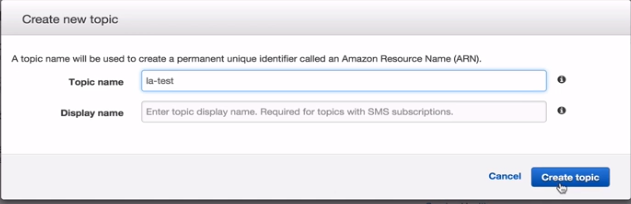 Create new topic
A topic name will be used to create a permanent unique identifier called an Amazon Resource Name (ARN).
Topic name la-test
Display name Enter topic display name. Required for topics with SMS subscriptions.
Cancel Create topic